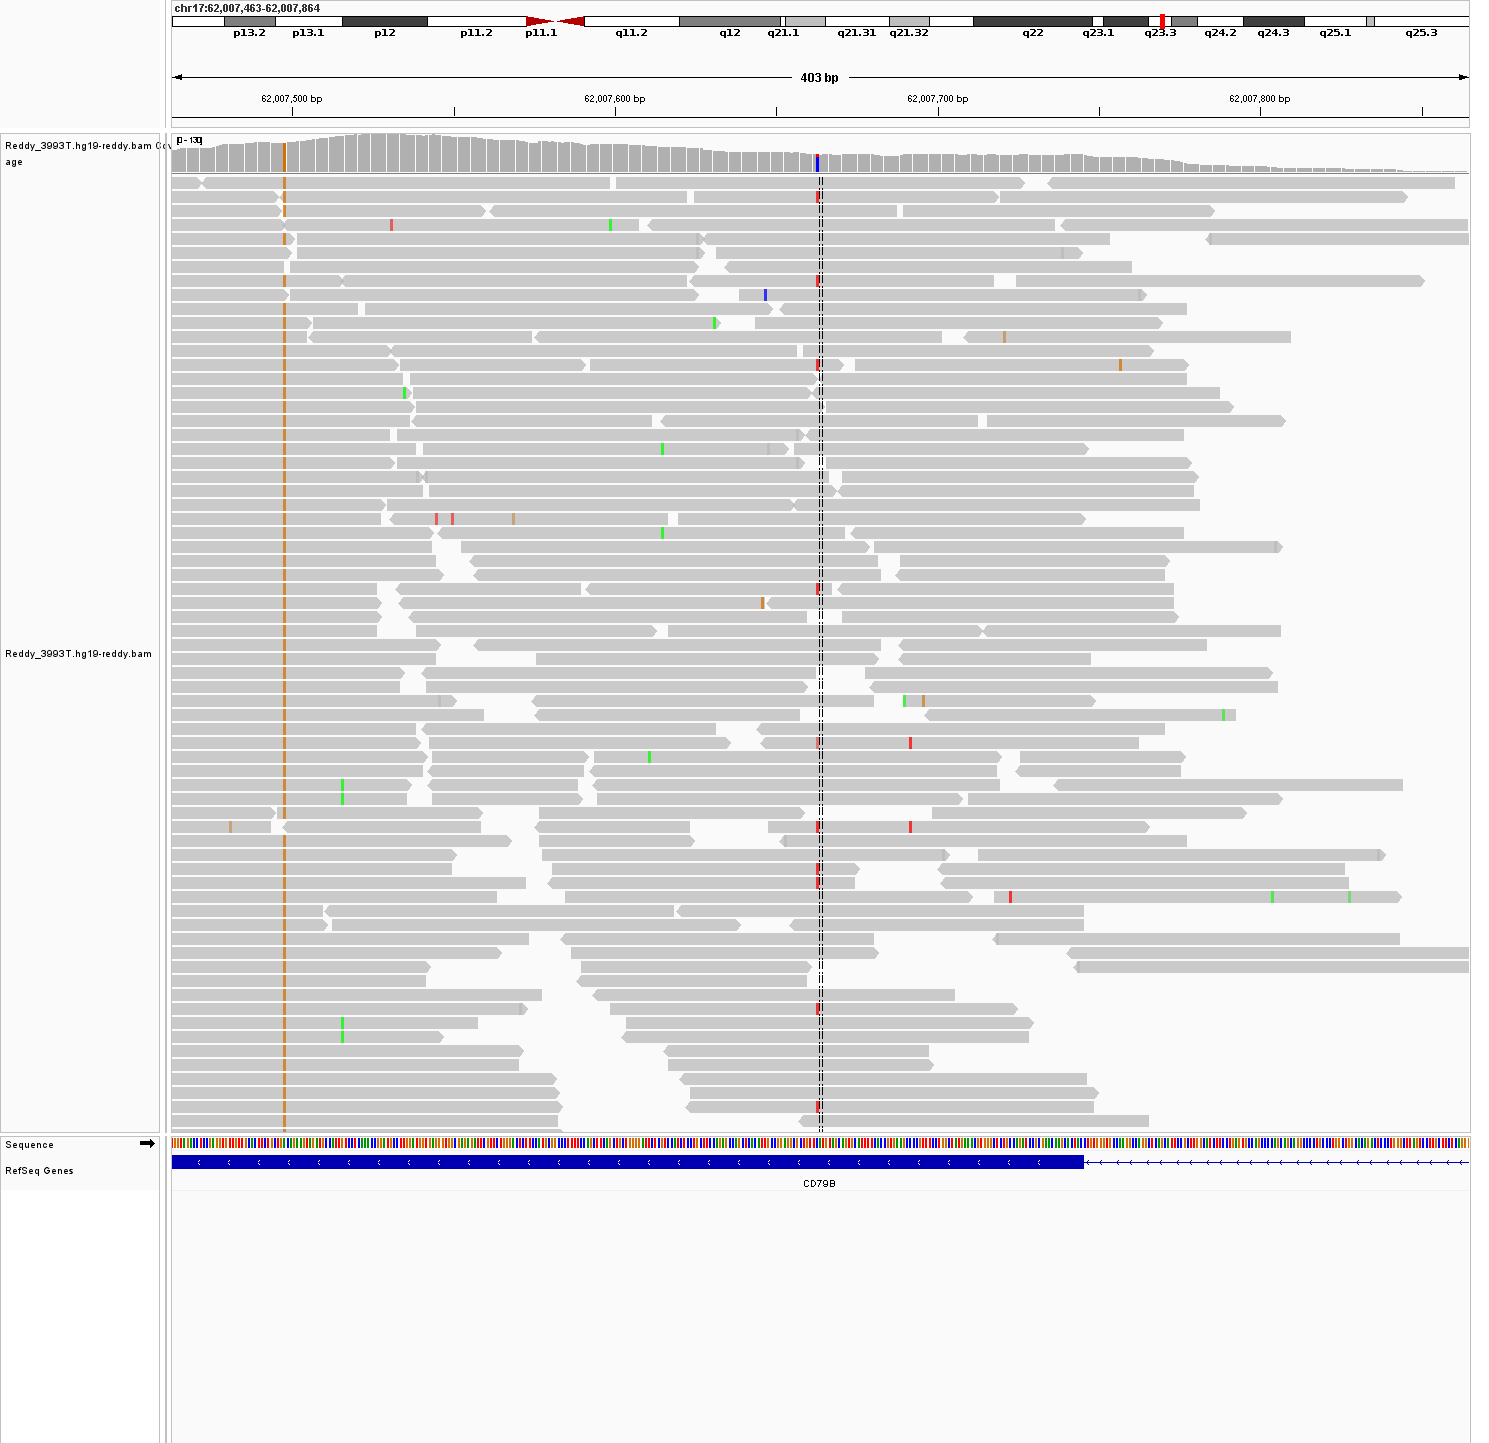 chr17:62,007,463-62,007,864
p13.2 p13.1 p12 p11.2 p11.1 q11.2 q12 q21.1 q21.31 q21.32 q22 q23.1 q23.3 q24.2 q24.3 q25.1 q25.3
403 bp
62,007,500 bp 62,007,600 bp 62,007,700 bp 62,007,800 bp
[0 - 130]
Reddy_3993T.hg19-reddy.bam Cov
age
Reddy_3993T.hg19-reddy.bam
Sequence
RefSeq Genes
CD79B